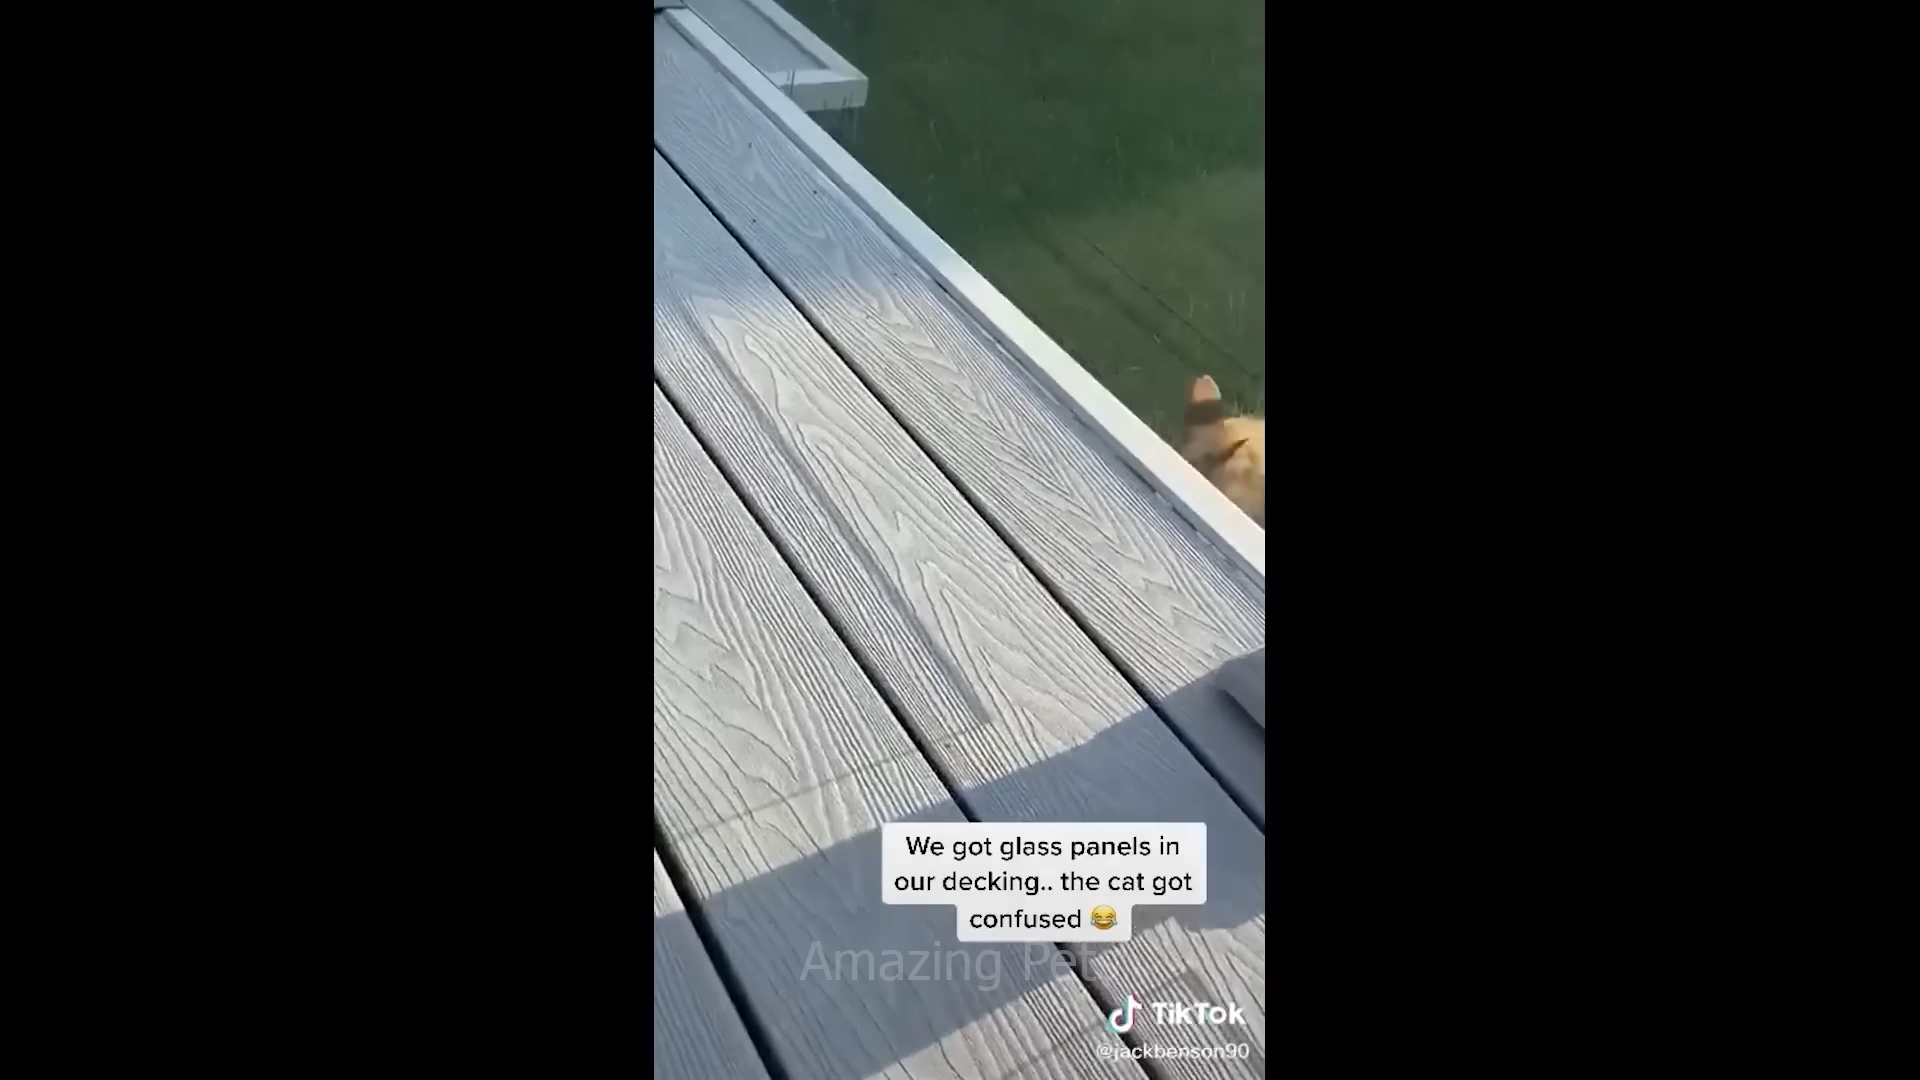 We got glass panels in
our decking.. the cat got
confused 😂
Amazing Pet
TikTok
@jackbenson90